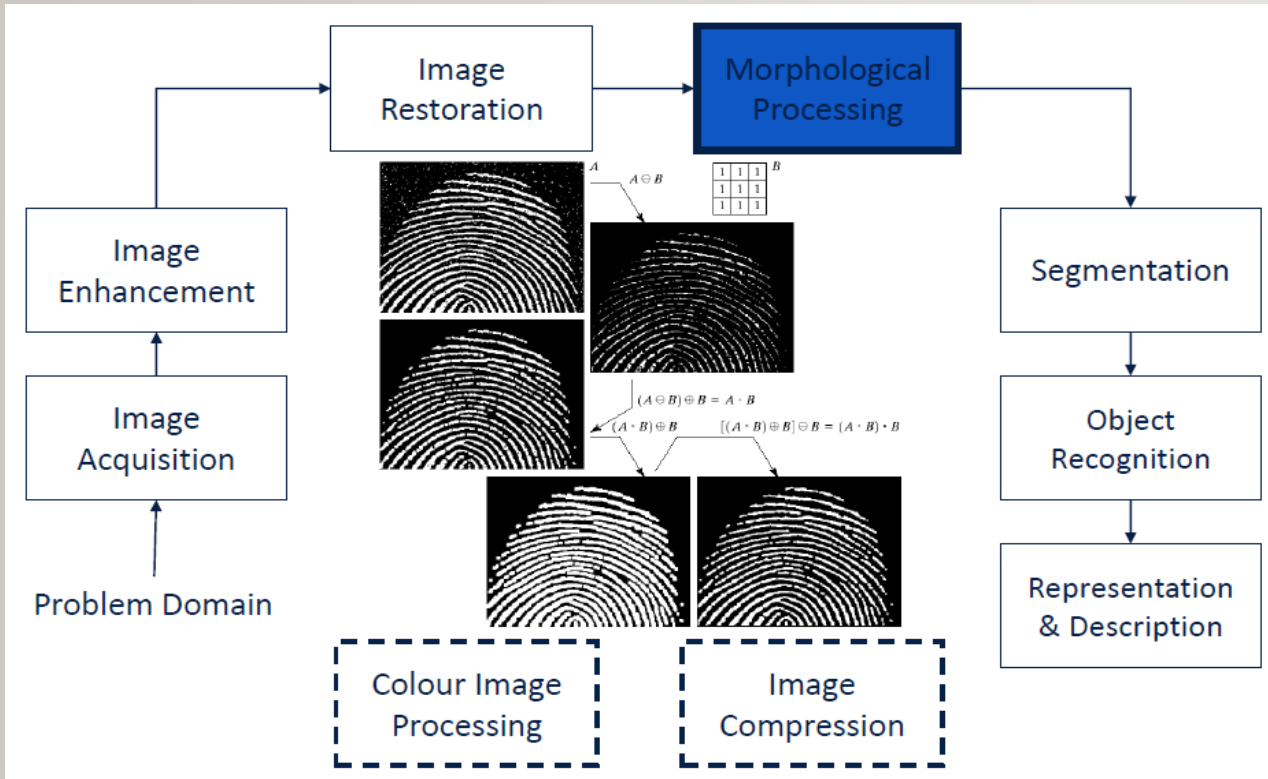 Image
Restoration
Morphological
Processing
A
A ⊖ B
1 1 1
1 1 1
1 1 1
B
Image
Enhancement
Segmentation
Image
Acquisition
(A ⊖ B) ⊕ B = A · B
(A · B) ⊕ B
[(A · B) ⊕ B] ⊖ B = (A · B) • B
Object
Recognition
Problem Domain
Representation
& Description
Colour Image
Processing
Image
Compression